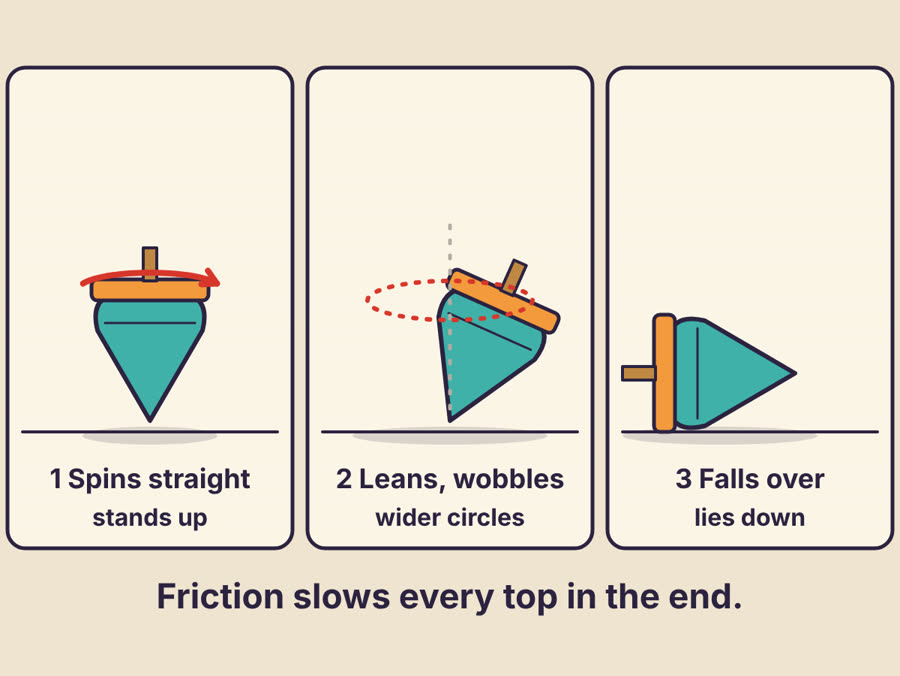 1 Spins straight
stands up
2 Leans, wobbles
wider circles
3 Falls over
lies down
Friction slows every top in the end.